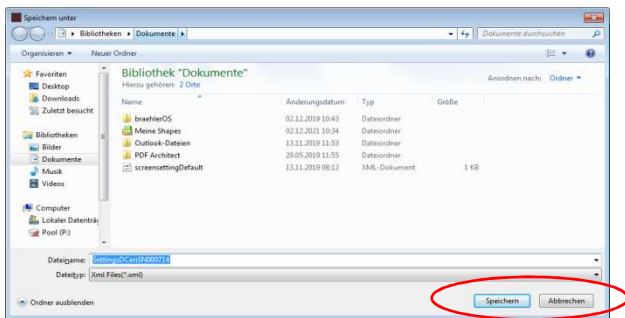 Speichern unter
Bibliotheken ▸ Dokumente ▸
Dokumente durchsuchen
Organisieren ▾ Neuer Ordner
Favoriten
Desktop
Downloads
Zuletzt besucht
Bibliotheken
Bilder
Dokumente
Musik
Videos
Computer
Lokaler Datenträ
Pool (P:)
Bibliothek "Dokumente"
Hierzu gehören: 2 Orte
Anordnen nach: Ordner ▾
Name Änderungsdatum Typ Größe
braehlerOS 02.12.2019 10:43 Dateiordner
Meine Shapes 02.12.2021 10:34 Dateiordner
Outlook-Dateien 13.11.2019 11:53 Dateiordner
PDF Architect 29.05.2019 11:55 Dateiordner
screensettingDefault 13.11.2019 08:12 XML-Dokument 1 KB
Dateiname: SettingsDCenSN000714
Dateityp: Xml Files(*.xml)
Ordner ausblenden
Speichern Abbrechen